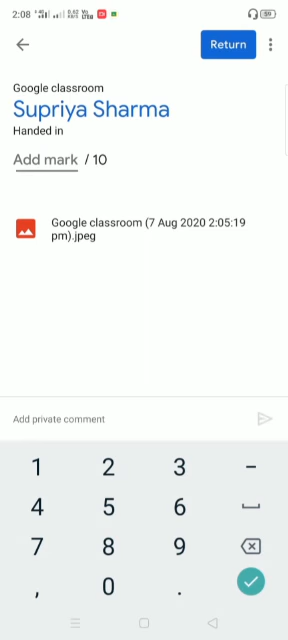 2:08
Return
Google classroom
Supriya Sharma
Handed in
Add mark / 10
Google classroom (7 Aug 2020 2:05:19
pm).jpeg
Add private comment
1 2 3 -
4 5 6
7 8 9
, 0 .